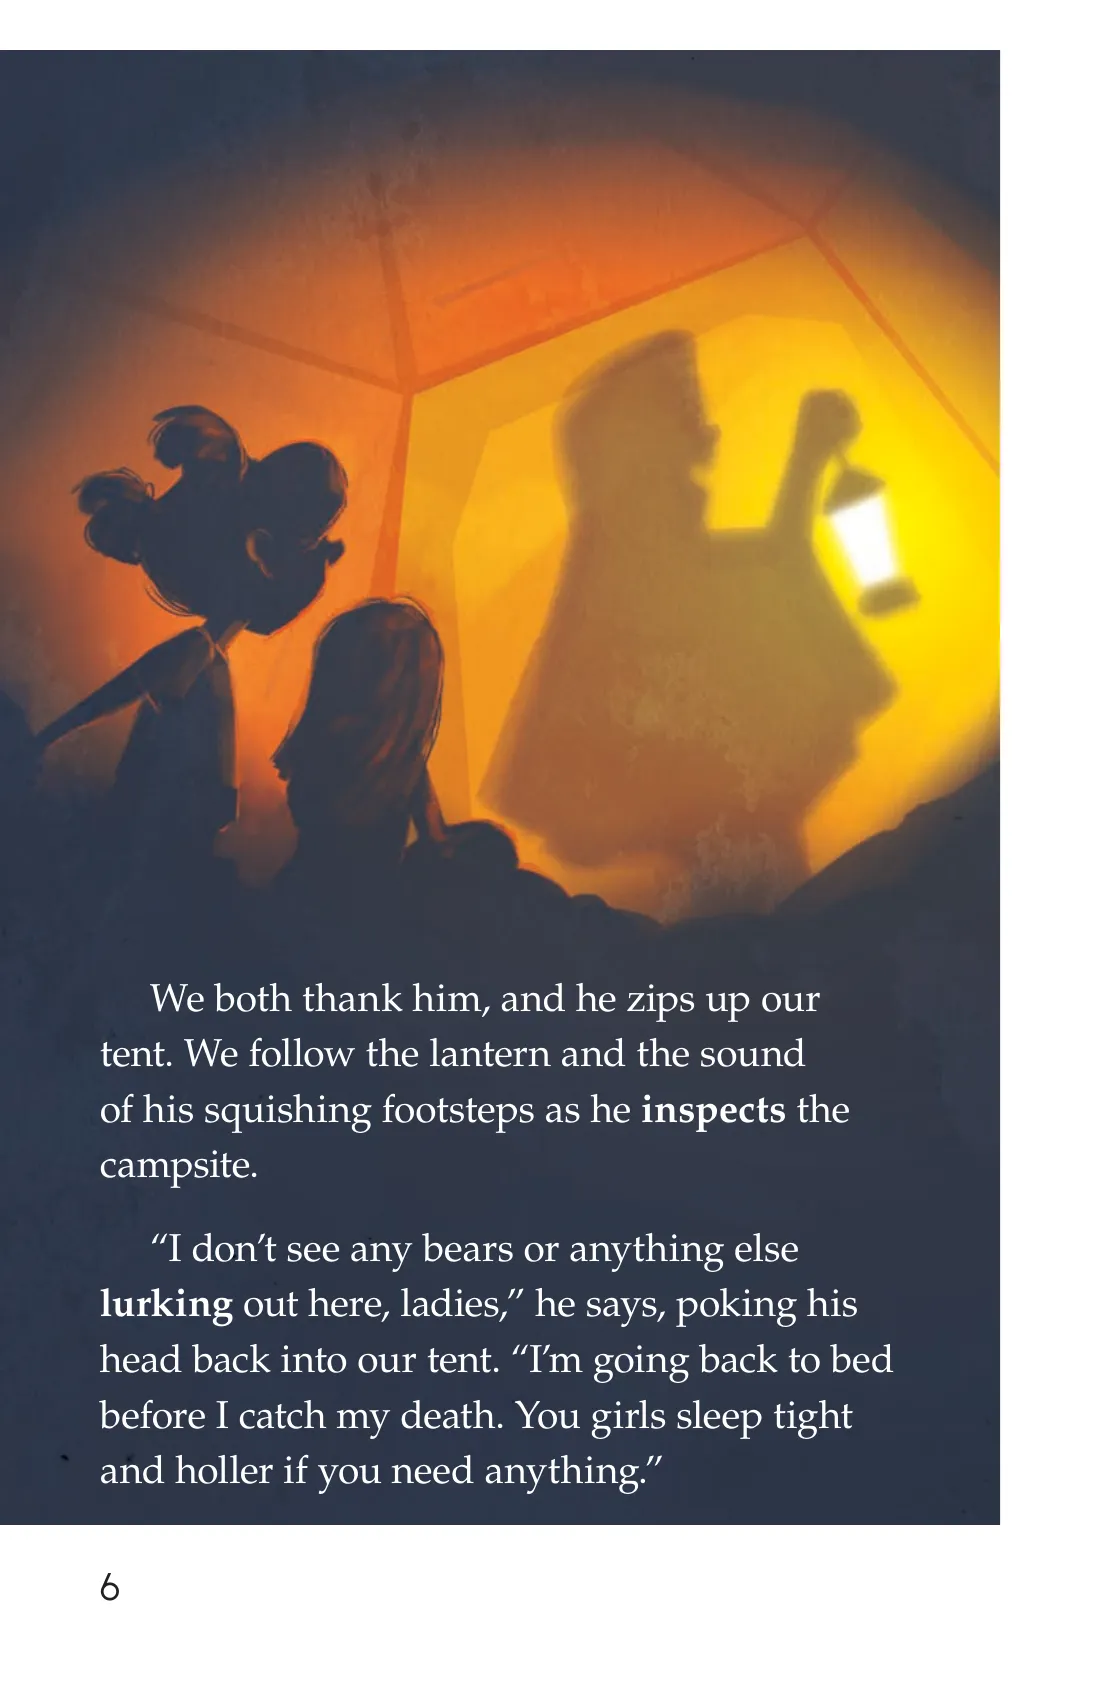 We both thank him, and he zips up our
tent. We follow the lantern and the sound
of his squishing footsteps as he inspects the
campsite.
“I don’t see any bears or anything else
lurking out here, ladies,” he says, poking his
head back into our tent. “I’m going back to bed
before I catch my death. You girls sleep tight
and holler if you need anything.”
6